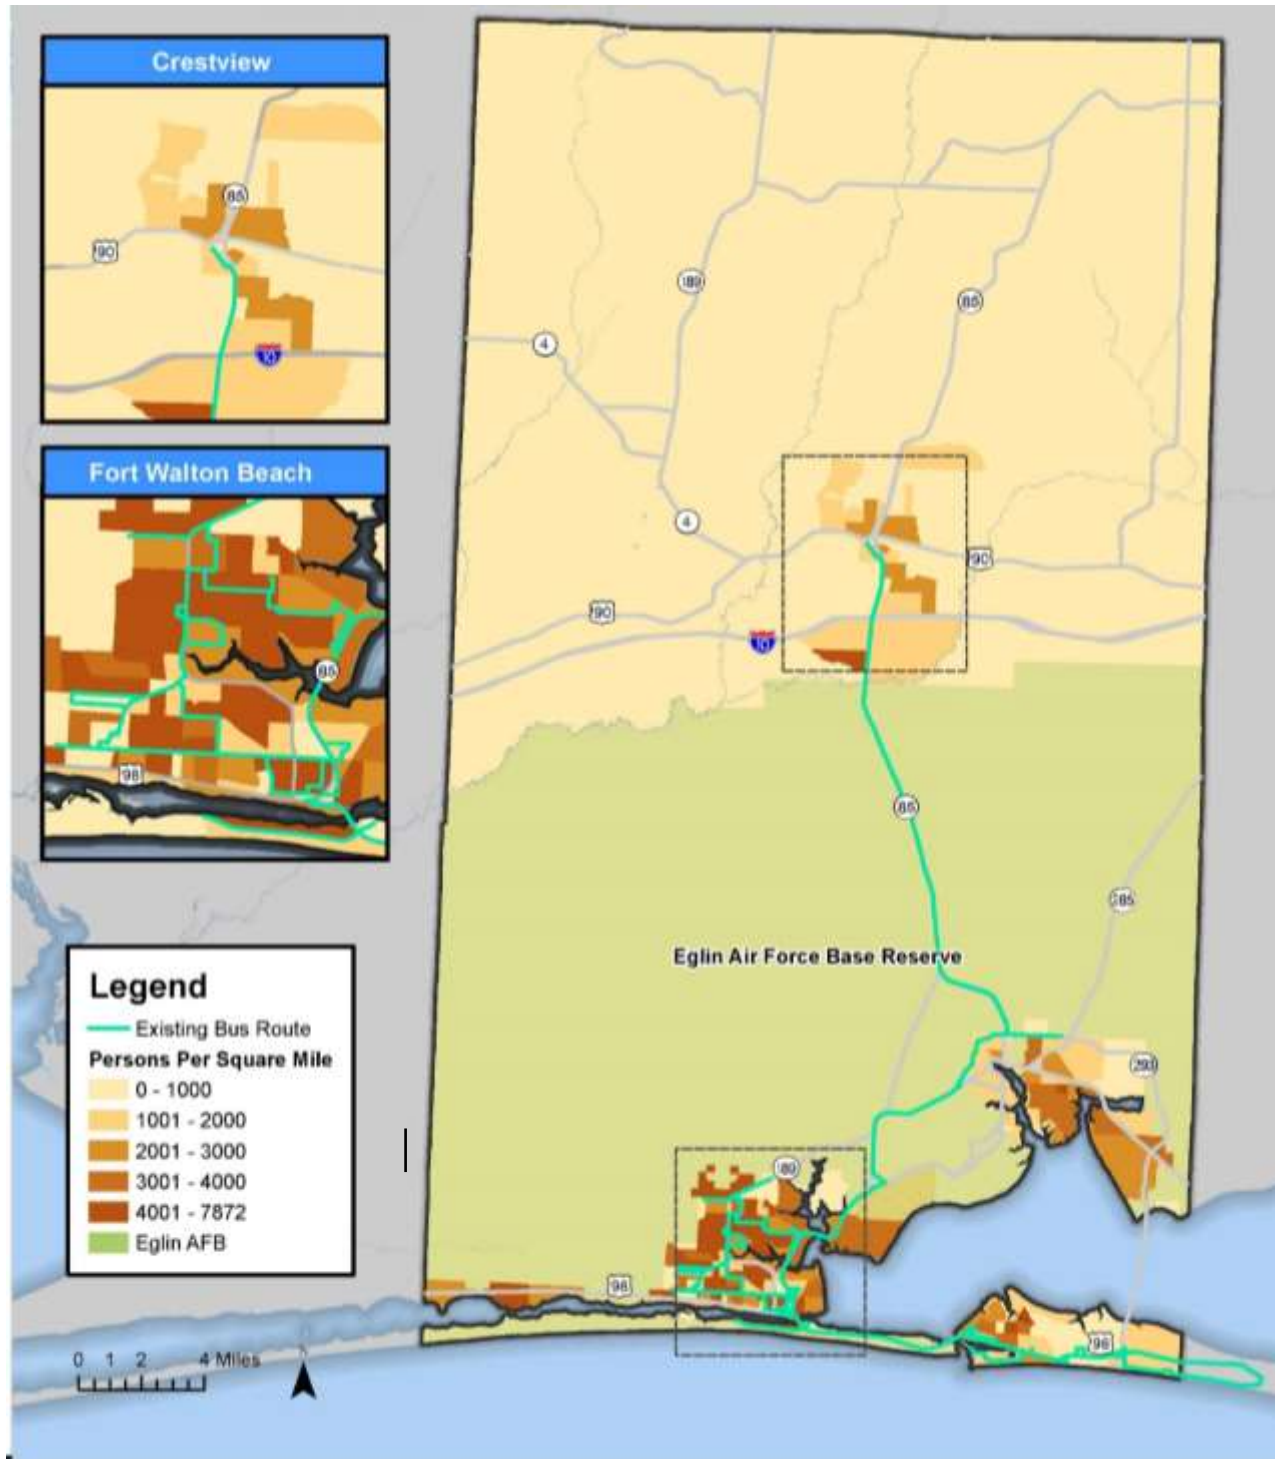 Crestview
85
90
10
Fort Walton Beach
85
98
189
85
4
4
90
90
10
85
285
Eglin Air Force Base Reserve
293
189
98
98
Legend
Existing Bus Route
Persons Per Square Mile
0 - 1000
1001 - 2000
2001 - 3000
3001 - 4000
4001 - 7872
Eglin AFB
0 1 2 4 Miles